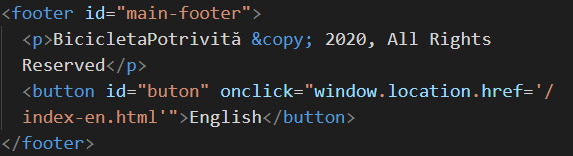 <footer id="main-footer">
<p>BicicletaPotrivită &copy; 2020, All Rights
Reserved</p>
<button id="buton" onclick="window.location.href='/
index-en.html'">English</button>
</footer>